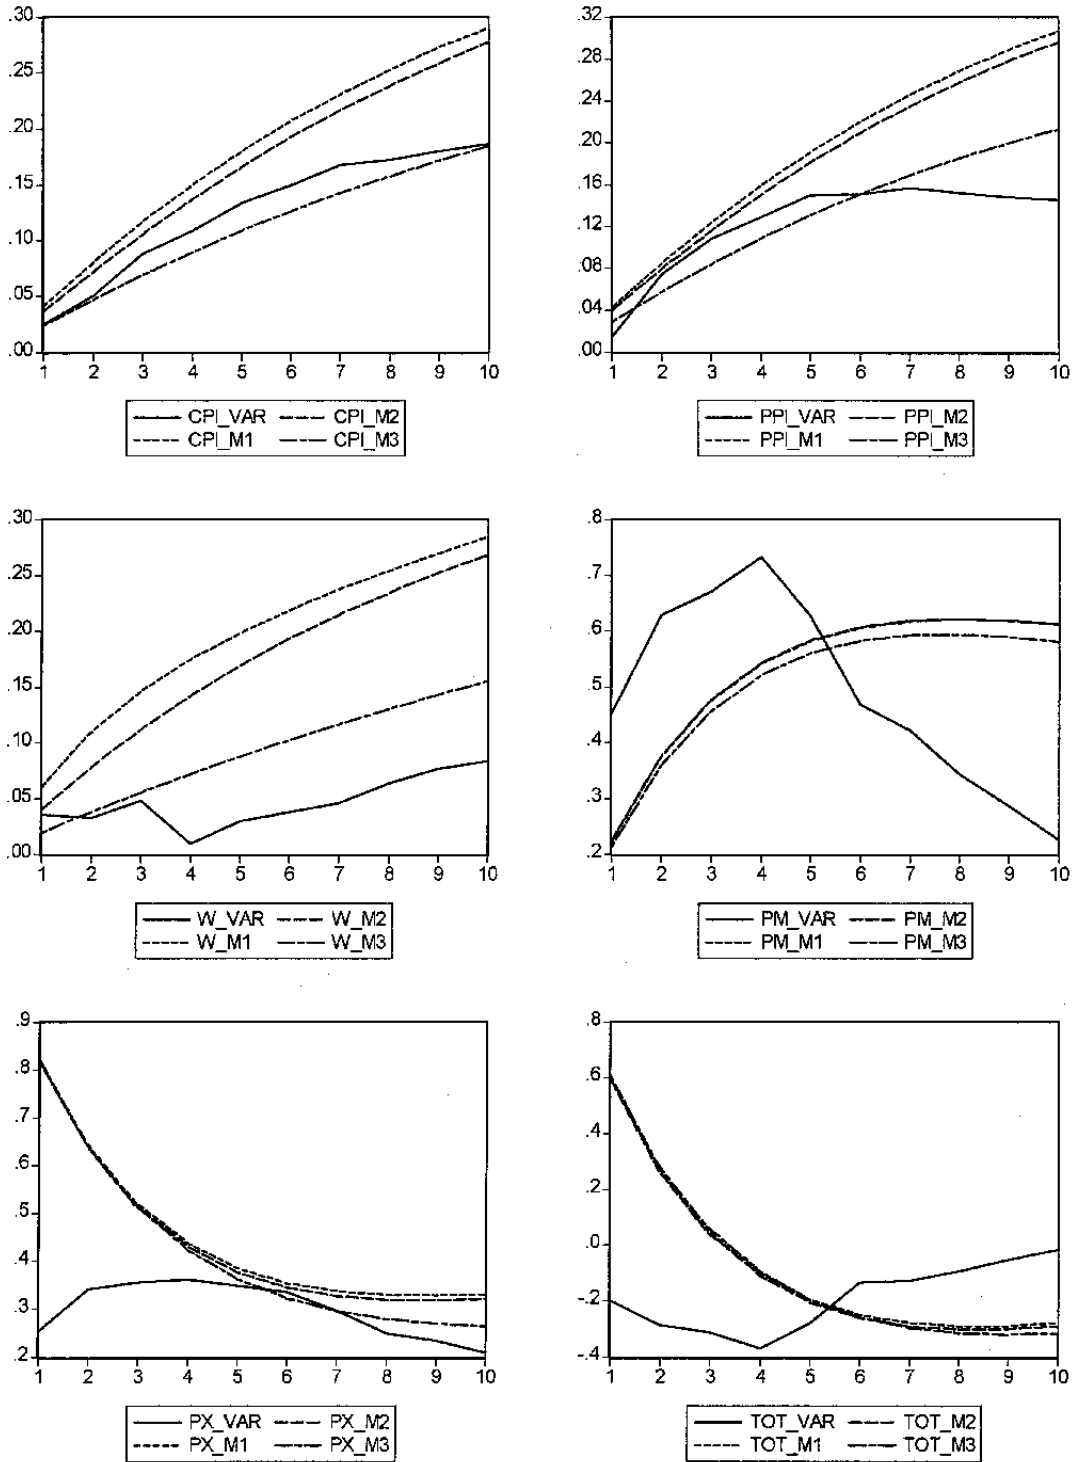 .30
.25
.20
.15
.10
.05
.00
1 2 3 4 5 6 7 8 9 10
CPI_VAR CPI_M2
CPI_M1 CPI_M3
.32
.28
.24
.20
.16
.12
.08
.04
.00
1 2 3 4 5 6 7 8 9 10
PPI_VAR PPI_M2
PPI_M1 PPI_M3
.30
.25
.20
.15
.10
.05
.00
1 2 3 4 5 6 7 8 9 10
W_VAR W_M2
W_M1 W_M3
.8
.7
.6
.5
.4
.3
.2
1 2 3 4 5 6 7 8 9 10
PM_VAR PM_M2
PM_M1 PM_M3
.9
.8
.7
.6
.5
.4
.3
.2
1 2 3 4 5 6 7 8 9 10
PX_VAR PX_M2
PX_M1 PX_M3
.8
.6
.4
.2
.0
-.2
-.4
1 2 3 4 5 6 7 8 9 10
TOT_VAR TOT_M2
TOT_M1 TOT_M3